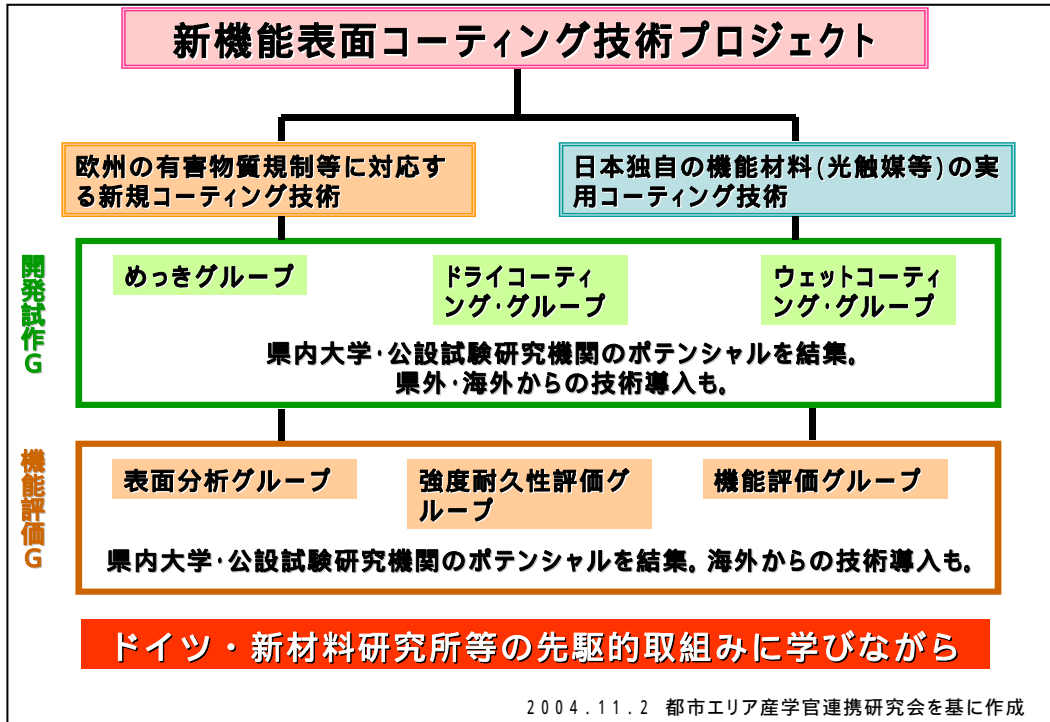 新機能表面コーティング技術プロジェクト
欧州の有害物質規制等に対応す
る新規コーティング技術
日本独自の機能材料(光触媒等)の実
用コーティング技術
開発試作G
めっきグループ
ドライコーティ
ング・グループ
ウェットコーティ
ング・グループ
県内大学・公設試験研究機関のポテンシャルを結集。
県外・海外からの技術導入も。
機能評価G
表面分析グループ
強度耐久性評価グ
ループ
機能評価グループ
県内大学・公設試験研究機関のポテンシャルを結集。海外からの技術導入も。
ドイツ・新材料研究所等の先駆的取組みに学びながら
2004.11.2 都市エリア産学官連携研究会を基に作成